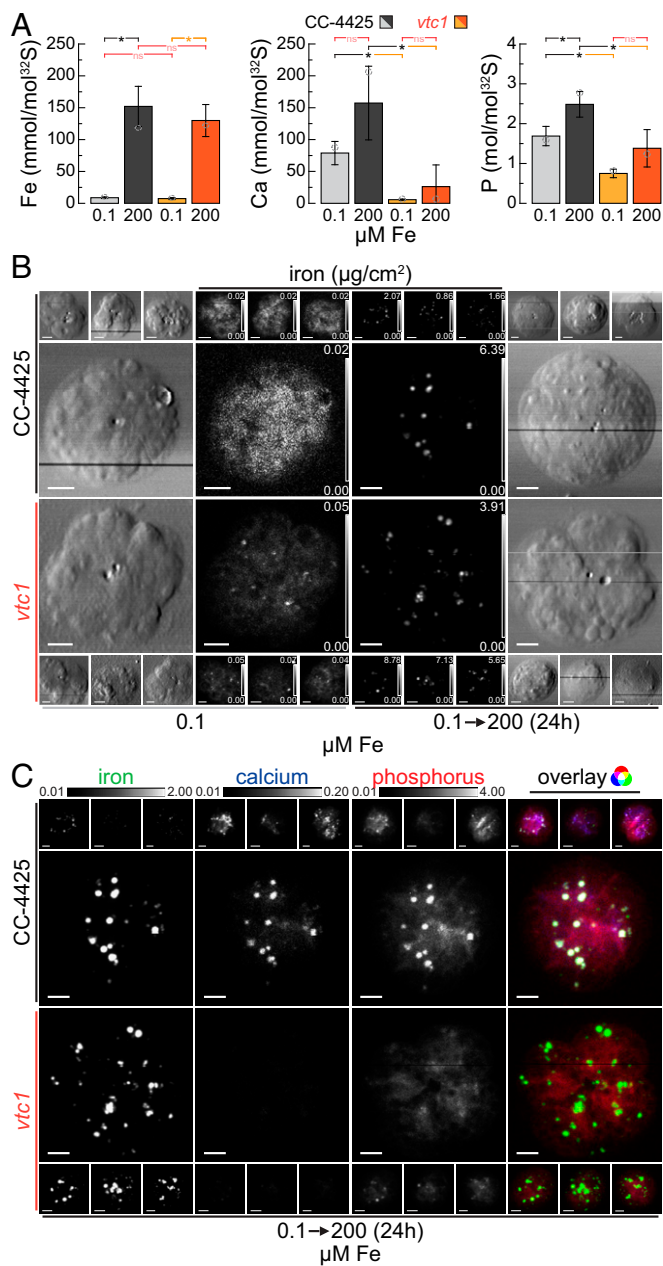 A
CC-4425 vtc1
Fe (mmol/mol32S)
250
200
150
100
50
0
* * ns ns
0.1 200 0.1 200
Ca (mmol/mol32S)
250
200
150
100
50
0
ns ns * *
0.1 200 0.1 200
P (mol/mol32S)
4
3
2
1
0
* ns * *
0.1 200 0.1 200
µM Fe
B
iron (µg/cm²)
CC-4425
0.02 0.02 0.02 2.07 0.86 1.66
0.00 0.00 0.00 0.00 0.00 0.00
0.02 6.39
0.00 0.00
vtc1
0.05 3.91
0.00 0.00
0.05 0.07 0.04 8.78 7.13 5.65
0.00 0.00 0.00 0.00 0.00 0.00
0.1 0.1→200 (24h)
µM Fe
C
iron calcium phosphorus overlay
0.01 2.00 0.01 0.20 0.01 4.00
CC-4425
vtc1
0.1→200 (24h)
µM Fe